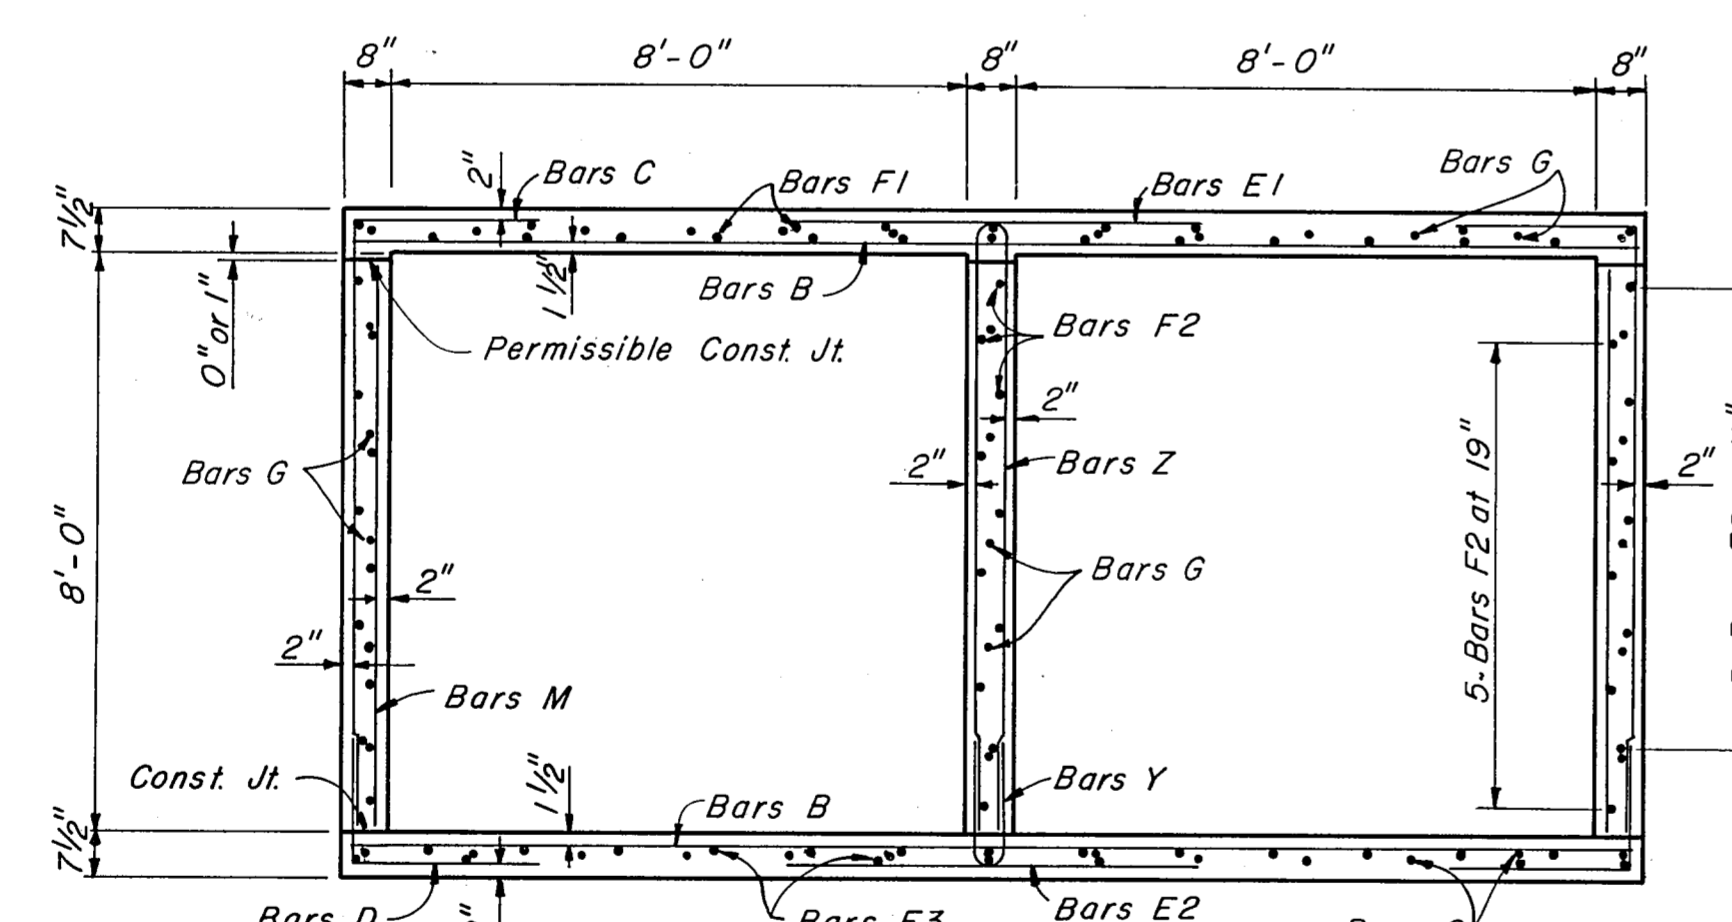 8" 8'-0" 8" 8'-0" 8"
2" Bars C
Bars F1
Bars E1
Bars G
7½"
0" or 1"
1½"
Bars B
Permissible Const. Jt.
Bars F2
2"
Bars G
2"
Bars Z
2"
5-Bars F2 at 19"
8'-0"
2"
Bars G
2"
Bars M
Const. Jt.
1½"
Bars B
Bars Y
7½"
Bars D
Bars F3
Bars E2